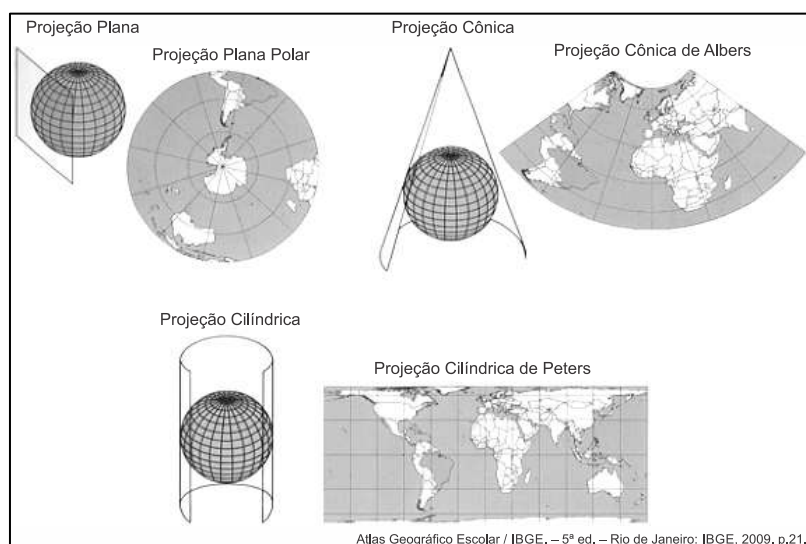 Projeção Plana
Projeção Plana Polar
Projeção Cônica
Projeção Cônica de Albers
Projeção Cilíndrica
Projeção Cilíndrica de Peters
Atlas Geográfico Escolar / IBGE. – 5ª ed. – Rio de Janeiro: IBGE, 2009, p.21.